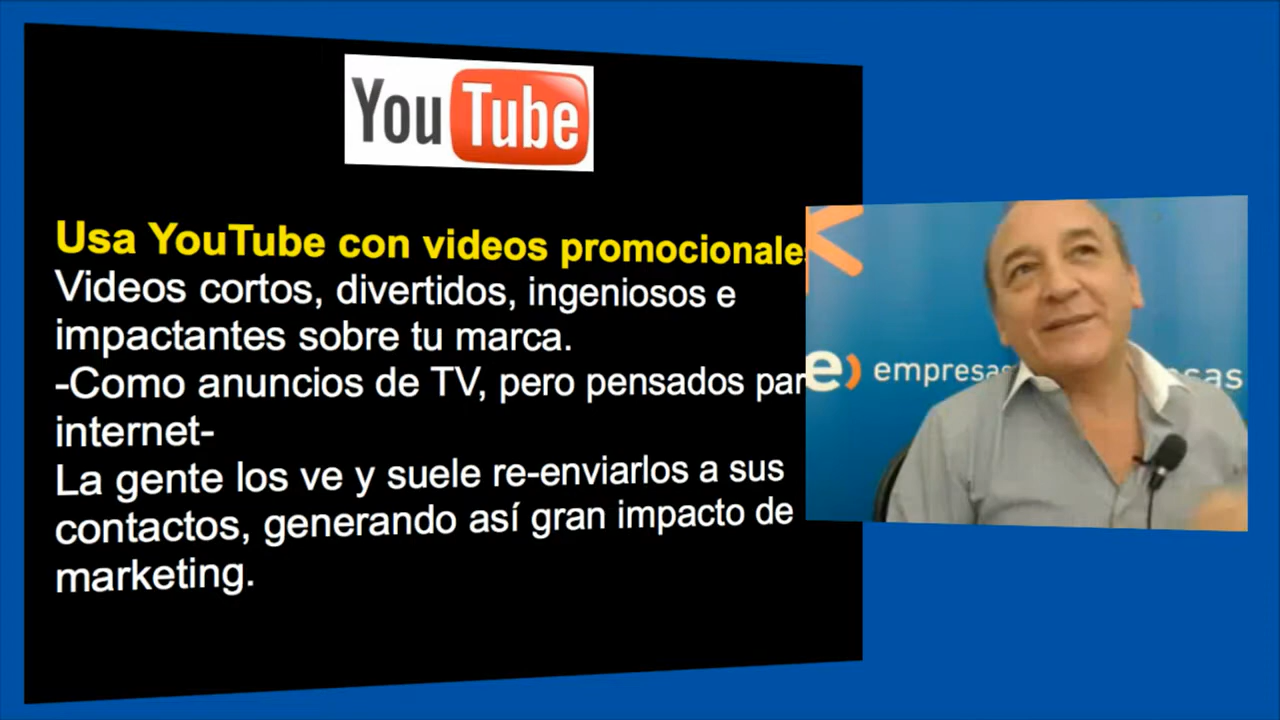 YouTube
Usa YouTube con videos promocionale
Videos cortos, divertidos, ingeniosos e
impactantes sobre tu marca.
-Como anuncios de TV, pero pensados par
internet-
La gente los ve y suele re-enviarlos a sus
contactos, generando así gran impacto de
marketing.
e) empresas
sas